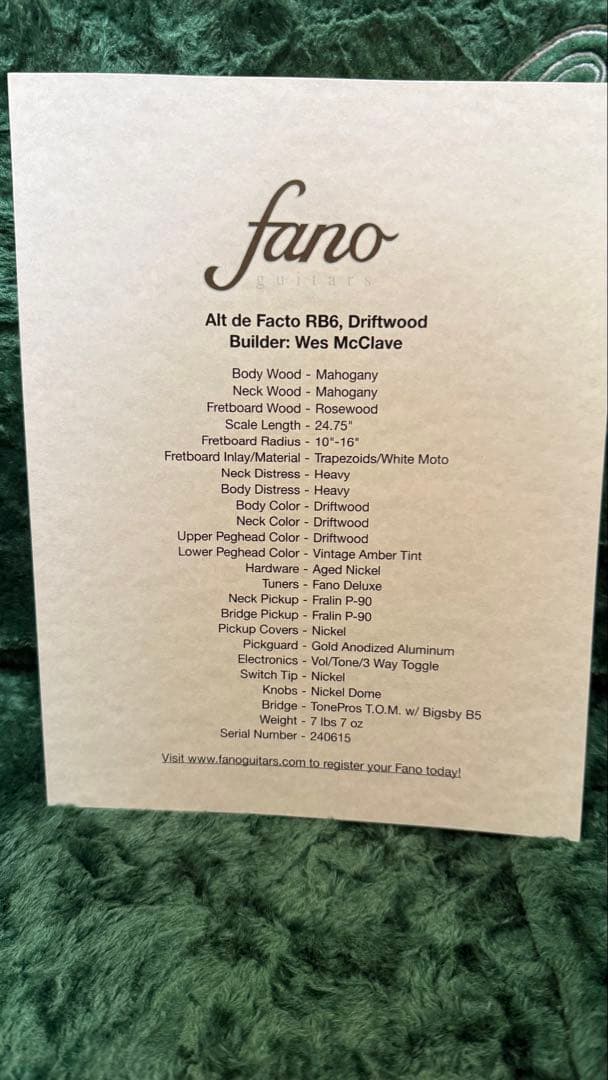 fano
guitars
Alt de Facto RB6, Driftwood
Builder: Wes McClave
Body Wood - Mahogany
Neck Wood - Mahogany
Fretboard Wood - Rosewood
Scale Length - 24.75"
Fretboard Radius - 10"-16"
Fretboard Inlay/Material - Trapezoids/White Moto
Neck Distress - Heavy
Body Distress - Heavy
Body Color - Driftwood
Neck Color - Driftwood
Upper Peghead Color - Driftwood
Lower Peghead Color - Vintage Amber Tint
Hardware - Aged Nickel
Tuners - Fano Deluxe
Neck Pickup - Fralin P-90
Bridge Pickup - Fralin P-90
Pickup Covers - Nickel
Pickguard - Gold Anodized Aluminum
Electronics - Vol/Tone/3 Way Toggle
Switch Tip - Nickel
Knobs - Nickel Dome
Bridge - TonePros T.O.M. w/ Bigsby B5
Weight - 7 lbs 7 oz
Serial Number - 240615
Visit www.fanoguitars.com to register your Fano today!